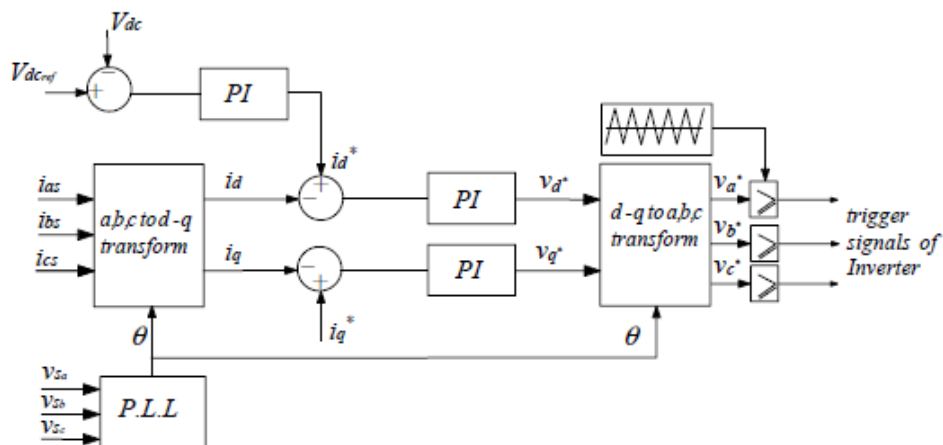 Vdc
Vdcref
PI
id*
ias
ibs
ics
a,b,c to d-q
transform
id
iq
PI
PI
iq*
vd*
vq*
d-q to a,b,c
transform
va*
vb*
vc*
trigger
signals of
Inverter
θ
θ
vsa
vsb
vsc
P.L.L